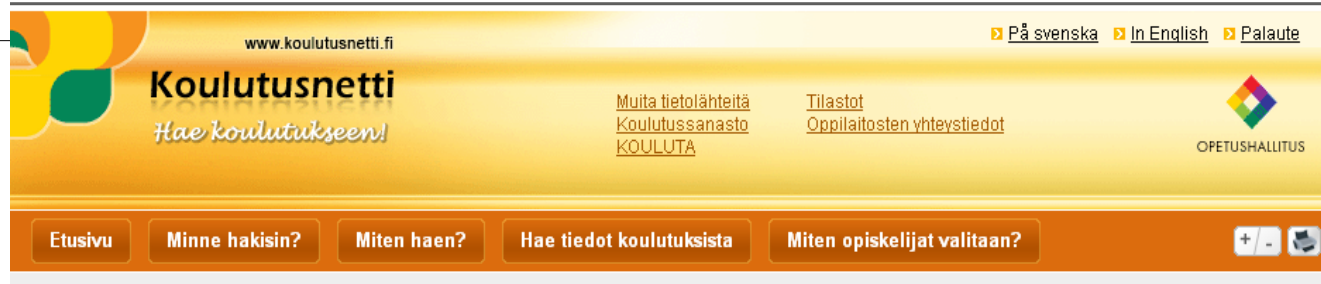 På svenska In English Palaute
www.koulutusnetti.fi
Koulutusnetti
Hae koulutukseen!
Muita tietolähteitä Tilastot
Koulutussanasto Oppilaitosten yhteystiedot
KOULUTA
OPETUSHALLITUS
Etusivu Minne hakisin? Miten haen? Hae tiedot koulutuksista Miten opiskelijat valitaan? +/-